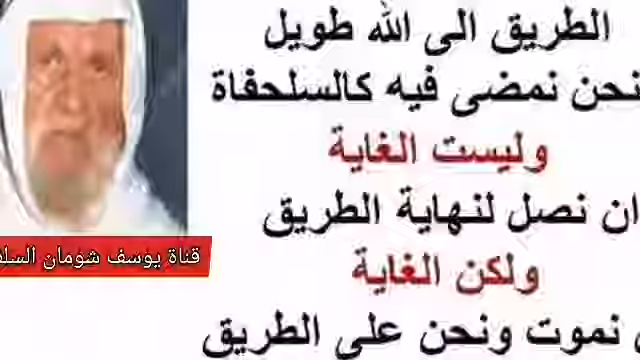 الطريق الى الله طويل
نحن نمضى فيه كالسلحفاة
وليست الغاية
ان نصل لنهاية الطريق
ولكن الغاية
نموت ونحن على الطريق
قناة يوسف شومان